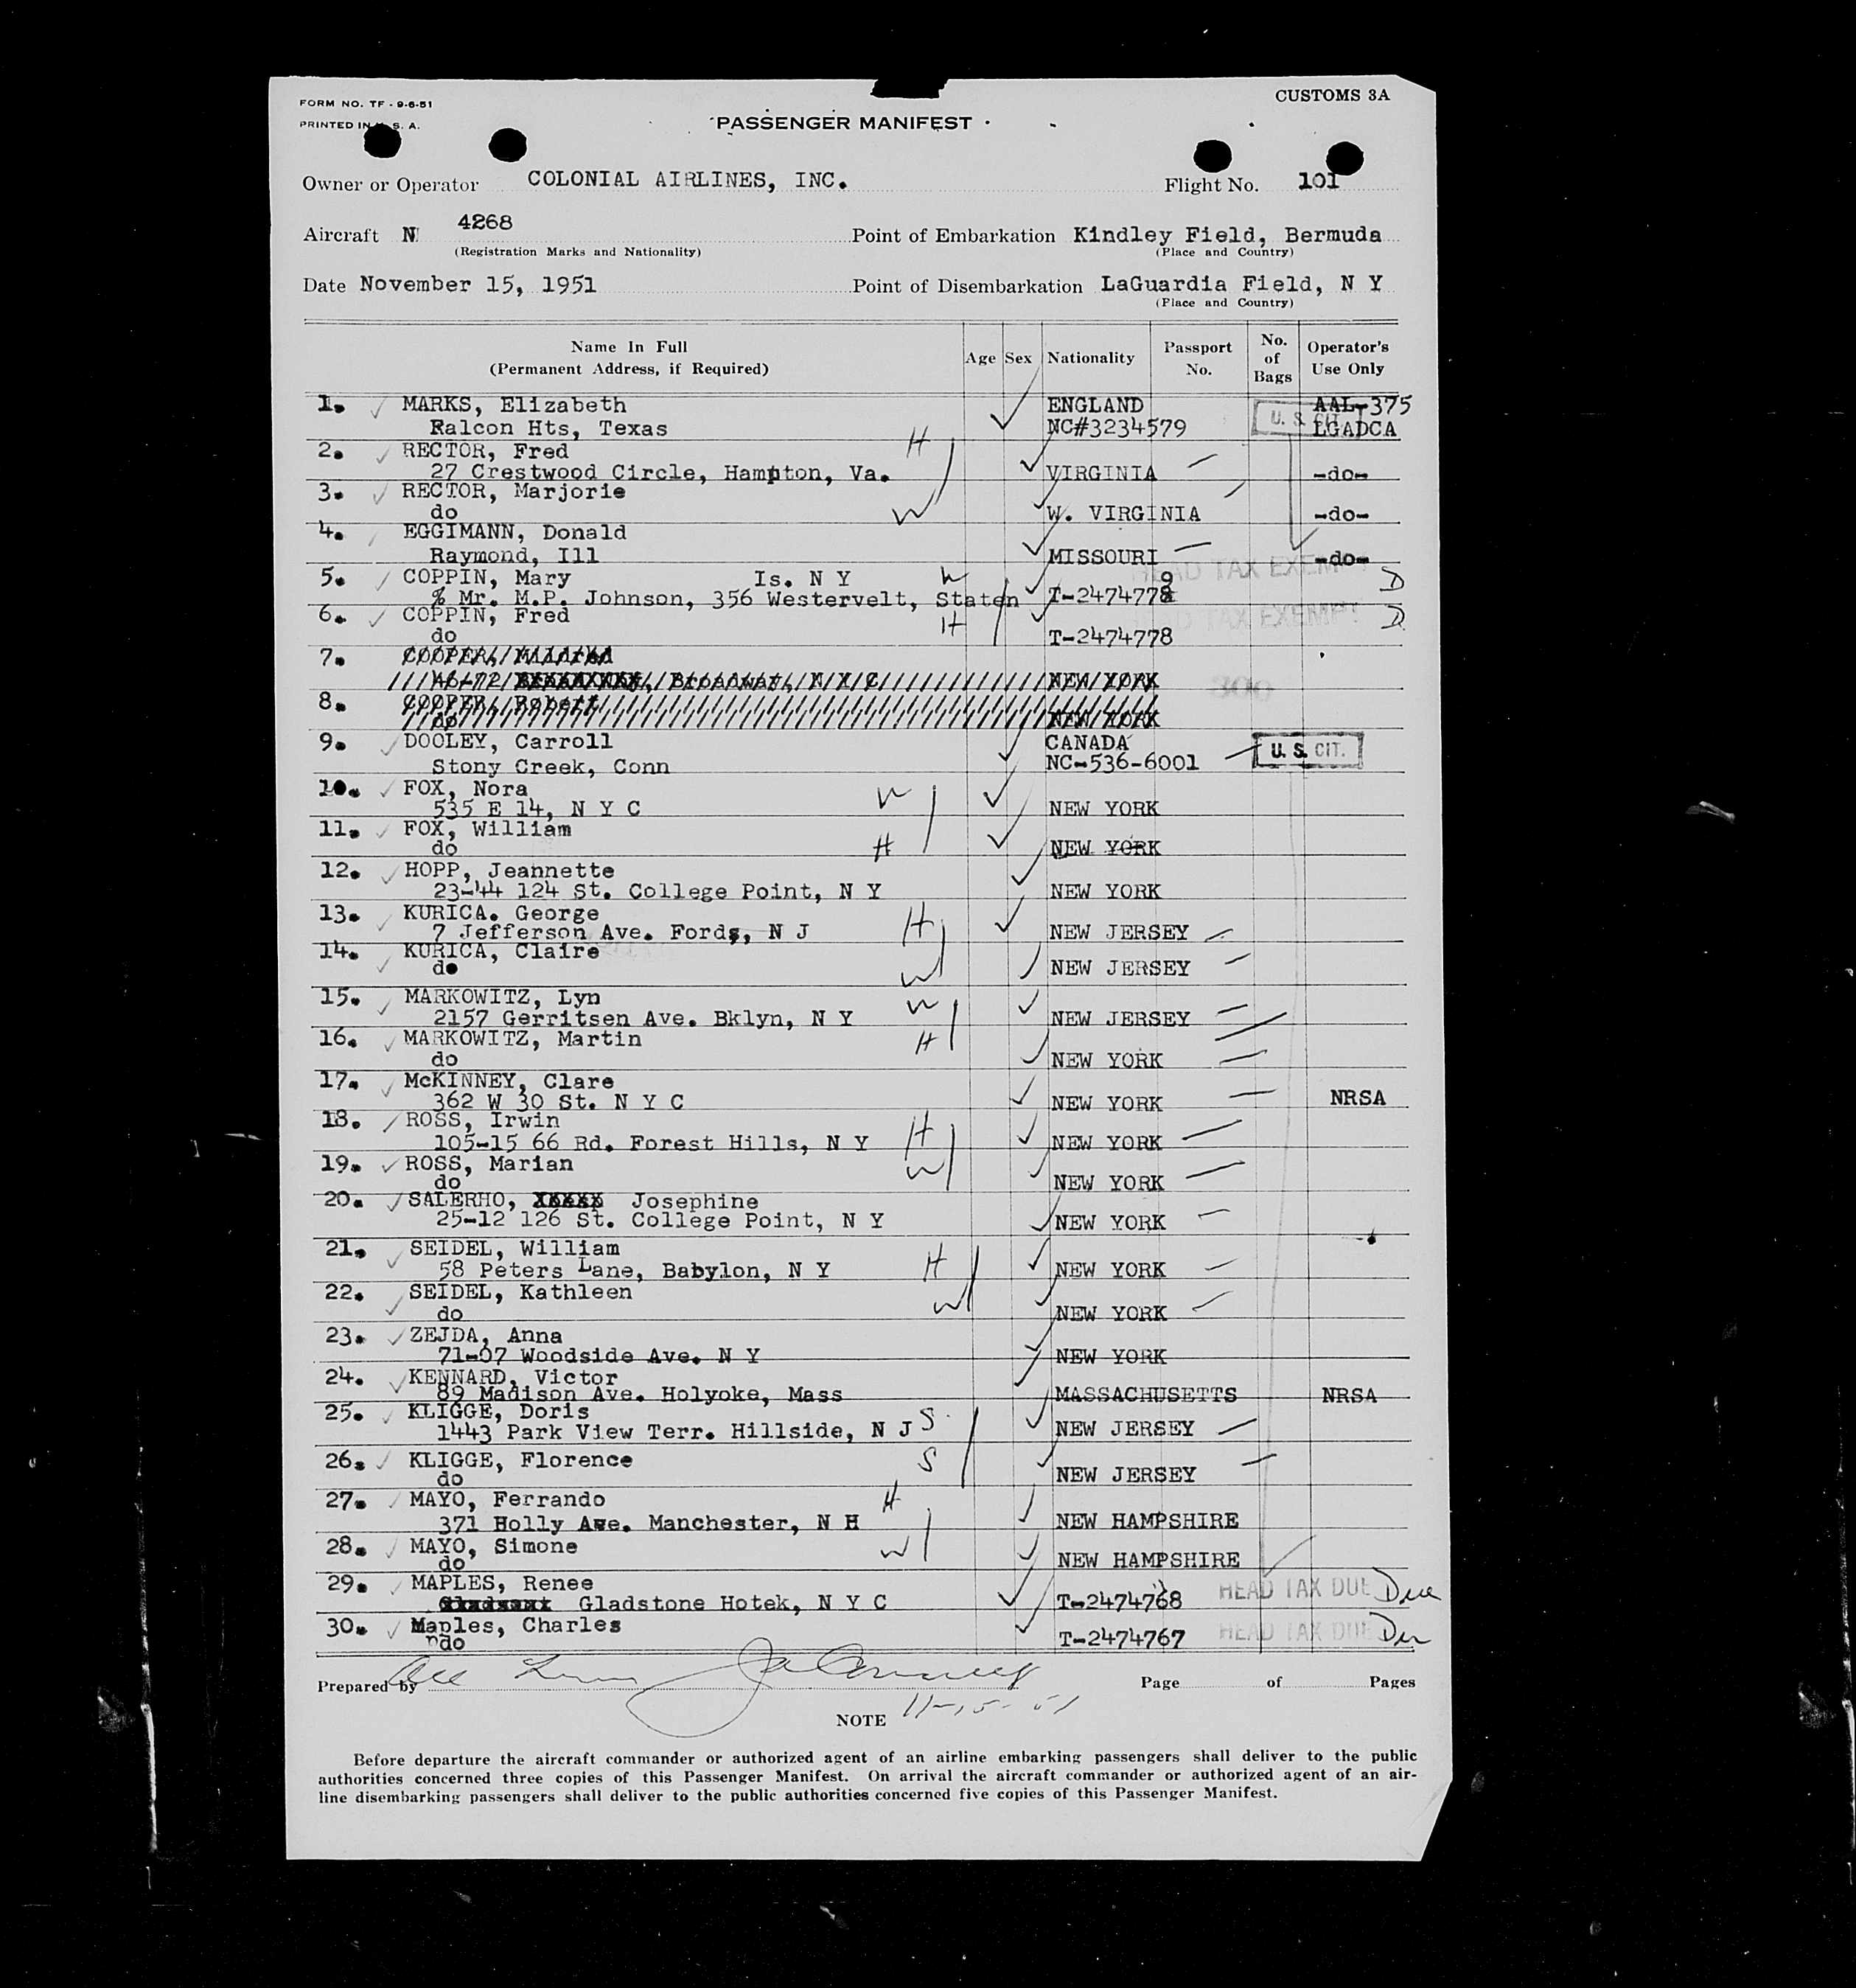 FORM NO. TF - 9-6-51
CUSTOMS 3A
PRINTED IN U. S. A.
PASSENGER MANIFEST
Owner or Operator COLONIAL AIRLINES, INC. Flight No. 101
Aircraft N 4268 Point of Embarkation Kindley Field, Bermuda
(Registration Marks and Nationality) (Place and Country)
Date November 15, 1951 Point of Disembarkation LaGuardia Field, N Y
(Place and Country)
Name In Full (Permanent Address, if Required) Age Sex Nationality Passport No. No. of Bags Operator's Use Only
1. MARKS, Elizabeth ENGLAND AAL-375
Falcon Hts, Texas NC#3234579 U. S. CIT. LGADCA
2. RECTOR, Fred H
27 Crestwood Circle, Hampton, Va. VIRGINIA -do-
3. RECTOR, Marjorie
do W W. VIRGINIA -do-
4. EGGIMANN, Donald
Raymond, Ill MISSOURI -do-
HEAD TAX EXEMPT
5. COPPIN, Mary Is. N Y W D
% Mr. M.P. Johnson, 356 Westervelt, Staten T-2474779
6. COPPIN, Fred H HEAD TAX EXEMPT D
do T-2474778
7. COOPER, Mildred
46-72 Broadway, N Y C NEW YORK
300
8. COOPER, Robert
do NEW YORK
9. DOOLEY, Carroll CANADA
Stony Creek, Conn NC-536-6001 U. S. CIT.
10. FOX, Nora W
535 E 14, N Y C NEW YORK
11. FOX, William
do H NEW YORK
12. HOPP, Jeannette
23-44 124 St. College Point, N Y NEW YORK
13. KURICA. George H
7 Jefferson Ave. Fords, N J NEW JERSEY
14. KURICA, Claire
do W NEW JERSEY
15. MARKOWITZ, Lyn W
2157 Gerritsen Ave. Bklyn, N Y NEW JERSEY
16. MARKOWITZ, Martin H
do NEW YORK
17. McKINNEY, Clare
362 W 30 St. N Y C NEW YORK NRSA
18. ROSS, Irwin H
105-15 66 Rd. Forest Hills, N Y NEW YORK
19. ROSS, Marian W
do NEW YORK
20. SALERHO, Josephine
25-12 126 St. College Point, N Y NEW YORK
21. SEIDEL, William H
58 Peters Lane, Babylon, N Y NEW YORK
22. SEIDEL, Kathleen W
do NEW YORK
23. ZEJDA, Anna
71-07 Woodside Ave. N Y NEW YORK
24. KENNARD, Victor
89 Madison Ave. Holyoke, Mass MASSACHUSETTS NRSA
25. KLIGGE, Doris S
1443 Park View Terr. Hillside, N J NEW JERSEY
26. KLIGGE, Florence S
do NEW JERSEY
27. MAYO, Ferrando H
371 Holly Ave. Manchester, N H NEW HAMPSHIRE
28. MAYO, Simone W
do NEW HAMPSHIRE
29. MAPLES, Renee HEAD TAX DUE Due
Gladstone Hotek, N Y C T-2474768
30. Maples, Charles HEAD TAX DUE Du
do T-2474767
Prepared by Page of Pages
NOTE 11-15-51
Before departure the aircraft commander or authorized agent of an airline embarking passengers shall deliver to the public
authorities concerned three copies of this Passenger Manifest. On arrival the aircraft commander or authorized agent of an air-
line disembarking passengers shall deliver to the public authorities concerned five copies of this Passenger Manifest.